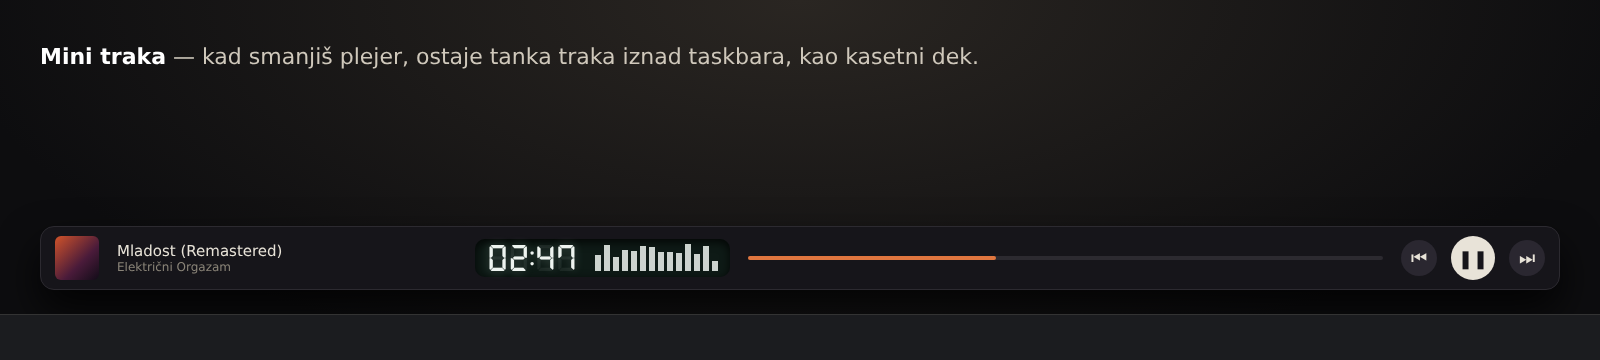 Mini traka — kad smanjiš plejer, ostaje tanka traka iznad taskbara, kao kasetni dek.
Mladost (Remastered)
Električni Orgazam
02:47